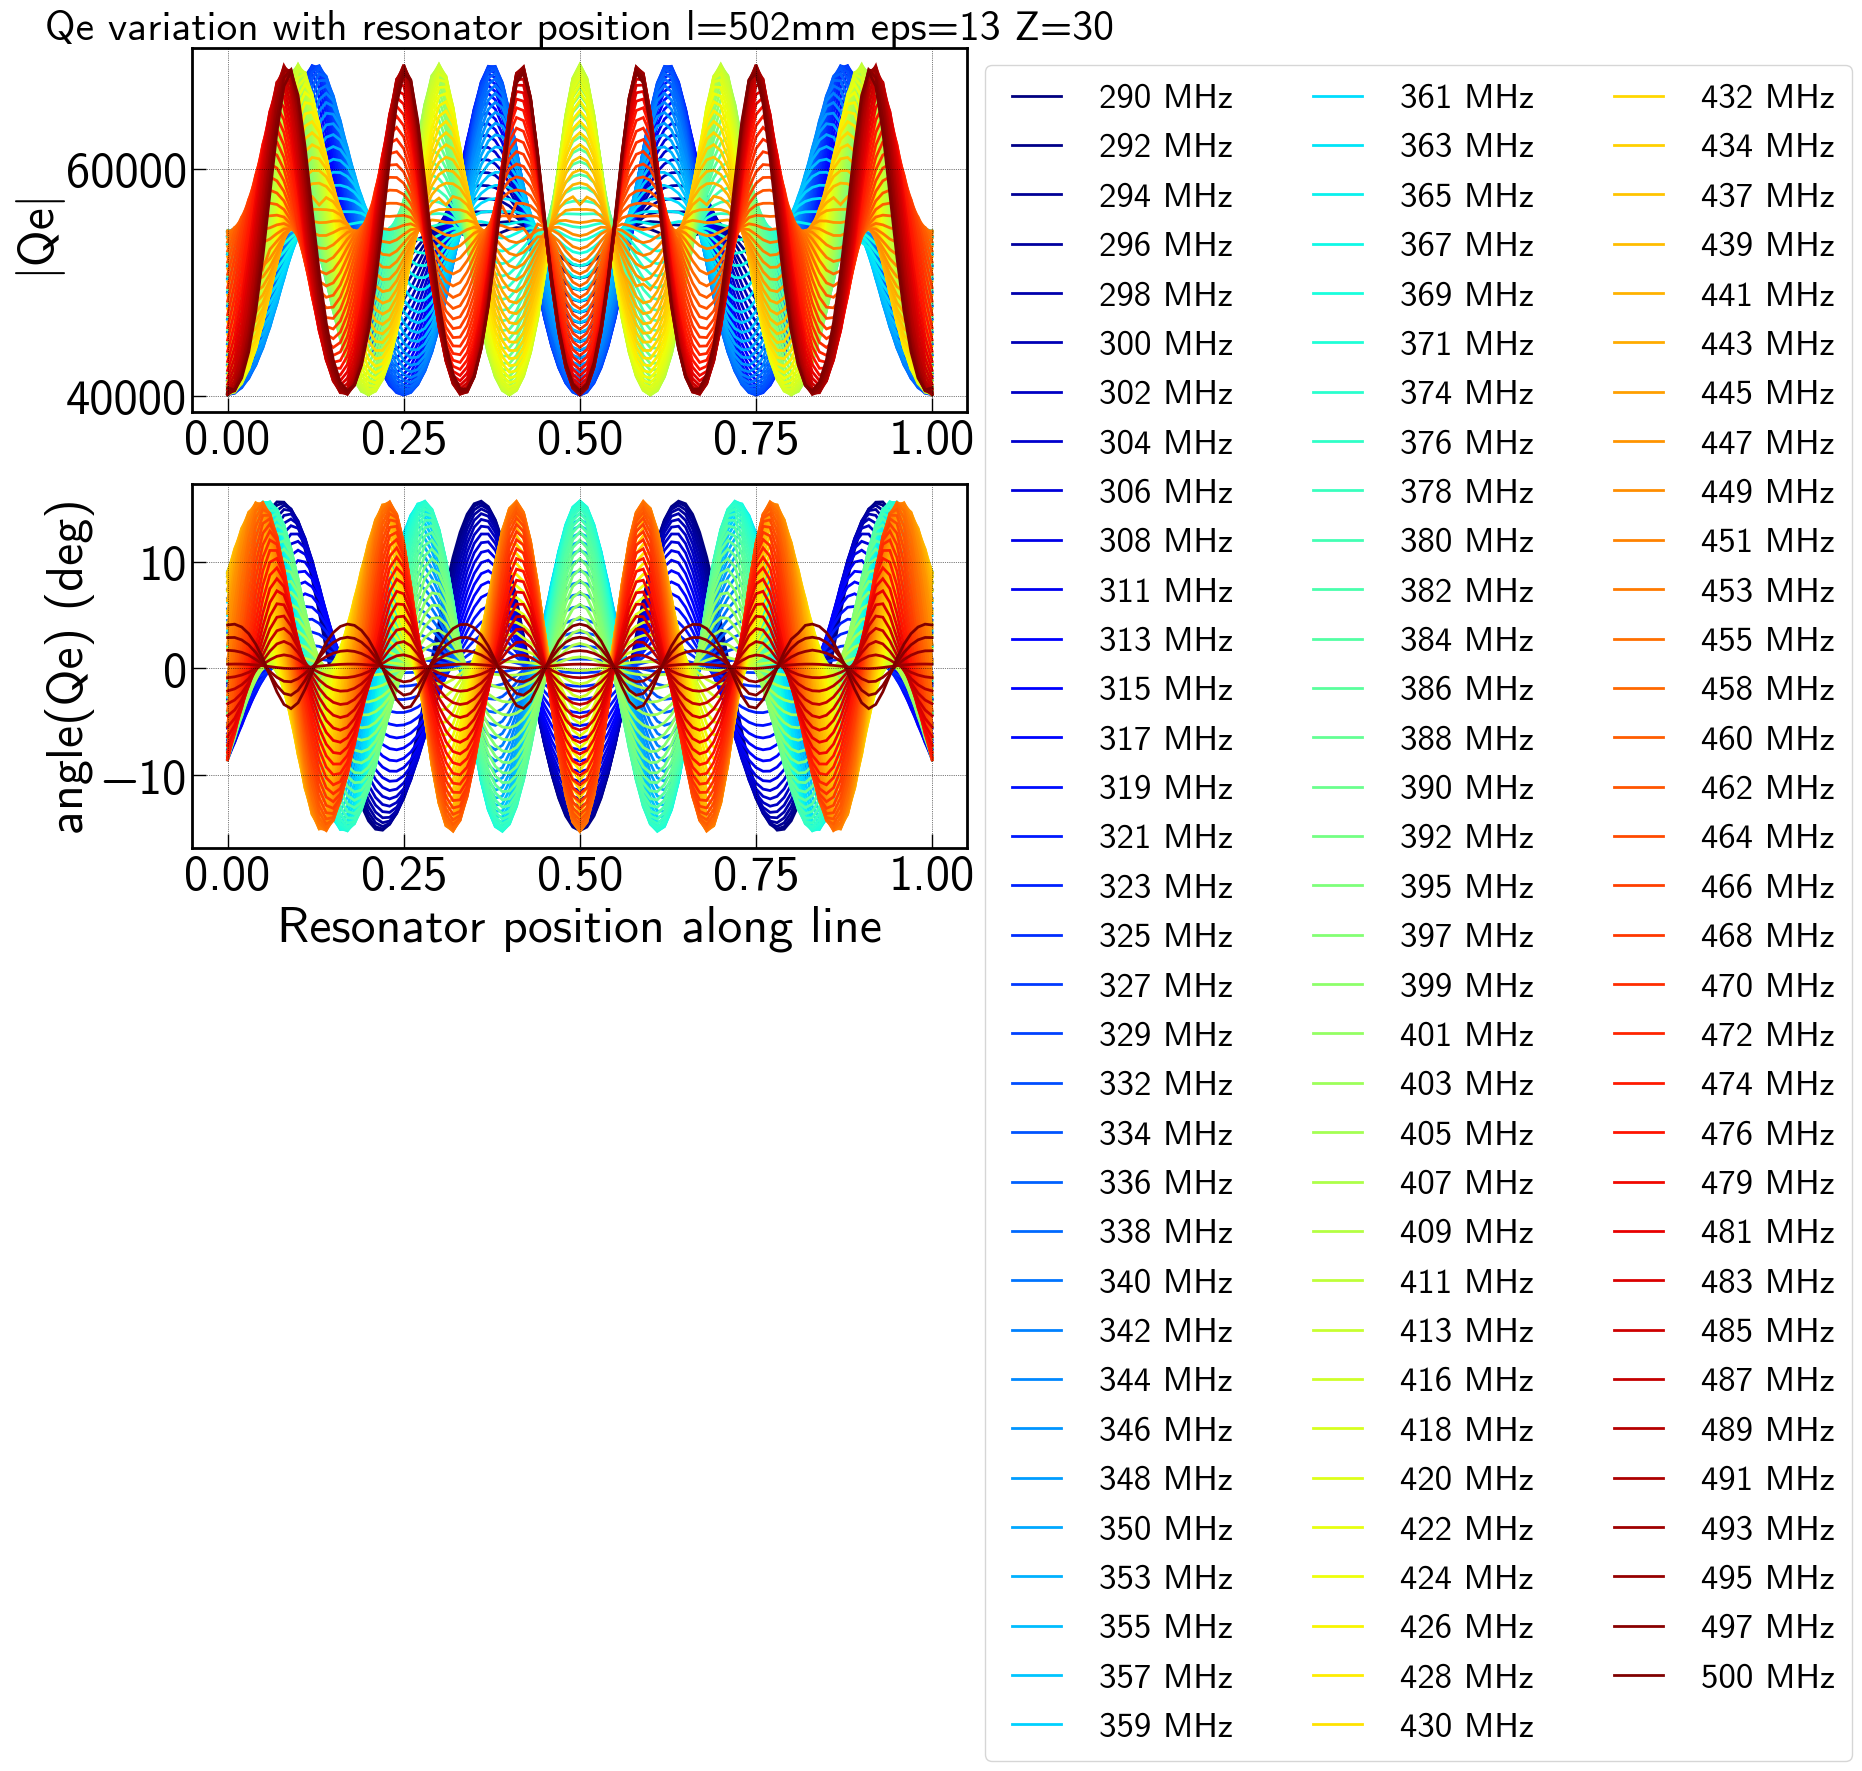 Qe variation with resonator position l=502mm eps=13 Z=30
|Qe|
60000
40000
0.00 0.25 0.50 0.75 1.00
angle(Qe) (deg)
10
0
−10
0.00 0.25 0.50 0.75 1.00
Resonator position along line
290 MHz
292 MHz
294 MHz
296 MHz
298 MHz
300 MHz
302 MHz
304 MHz
306 MHz
308 MHz
311 MHz
313 MHz
315 MHz
317 MHz
319 MHz
321 MHz
323 MHz
325 MHz
327 MHz
329 MHz
332 MHz
334 MHz
336 MHz
338 MHz
340 MHz
342 MHz
344 MHz
346 MHz
348 MHz
350 MHz
353 MHz
355 MHz
357 MHz
359 MHz
361 MHz
363 MHz
365 MHz
367 MHz
369 MHz
371 MHz
374 MHz
376 MHz
378 MHz
380 MHz
382 MHz
384 MHz
386 MHz
388 MHz
390 MHz
392 MHz
395 MHz
397 MHz
399 MHz
401 MHz
403 MHz
405 MHz
407 MHz
409 MHz
411 MHz
413 MHz
416 MHz
418 MHz
420 MHz
422 MHz
424 MHz
426 MHz
428 MHz
430 MHz
432 MHz
434 MHz
437 MHz
439 MHz
441 MHz
443 MHz
445 MHz
447 MHz
449 MHz
451 MHz
453 MHz
455 MHz
458 MHz
460 MHz
462 MHz
464 MHz
466 MHz
468 MHz
470 MHz
472 MHz
474 MHz
476 MHz
479 MHz
481 MHz
483 MHz
485 MHz
487 MHz
489 MHz
491 MHz
493 MHz
495 MHz
497 MHz
500 MHz